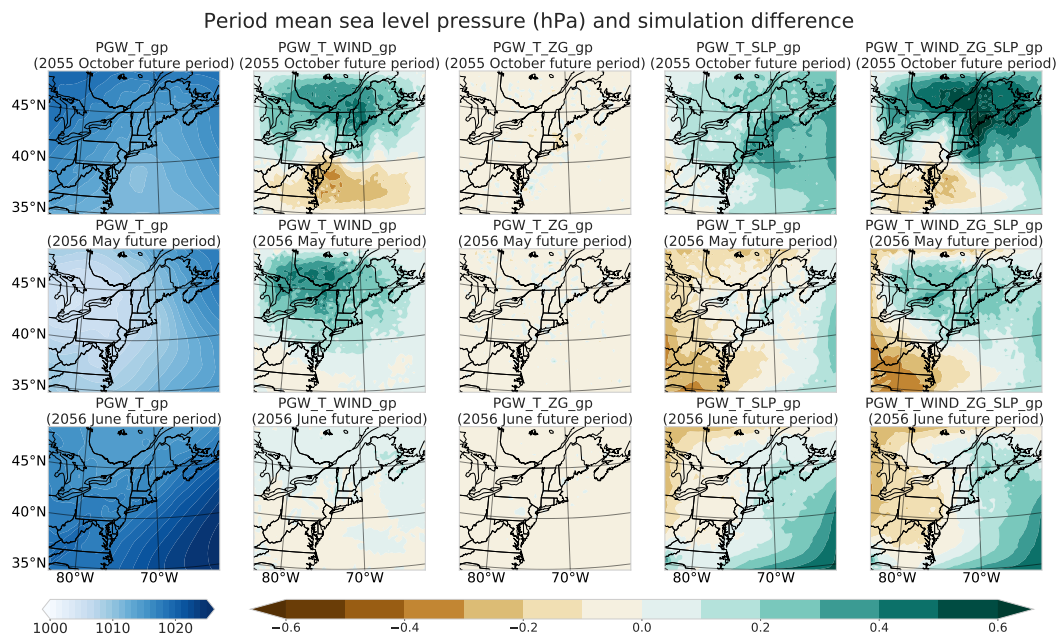 Period mean sea level pressure (hPa) and simulation difference
PGW_T_gp PGW_T_WIND_gp PGW_T_ZG_gp PGW_T_SLP_gp PGW_T_WIND_ZG_SLP_gp
(2055 October future period) (2055 October future period) (2055 October future period) (2055 October future period) (2055 October future period)
45°N
40°N
35°N
PGW_T_gp PGW_T_WIND_gp PGW_T_ZG_gp PGW_T_SLP_gp PGW_T_WIND_ZG_SLP_gp
(2056 May future period) (2056 May future period) (2056 May future period) (2056 May future period) (2056 May future period)
45°N
40°N
35°N
PGW_T_gp PGW_T_WIND_gp PGW_T_ZG_gp PGW_T_SLP_gp PGW_T_WIND_ZG_SLP_gp
(2056 June future period) (2056 June future period) (2056 June future period) (2056 June future period) (2056 June future period)
45°N
40°N
35°N
80°W 70°W 80°W 70°W 80°W 70°W 80°W 70°W 80°W 70°W
1000 1010 1020 −0.6 −0.4 −0.2 0.0 0.2 0.4 0.6